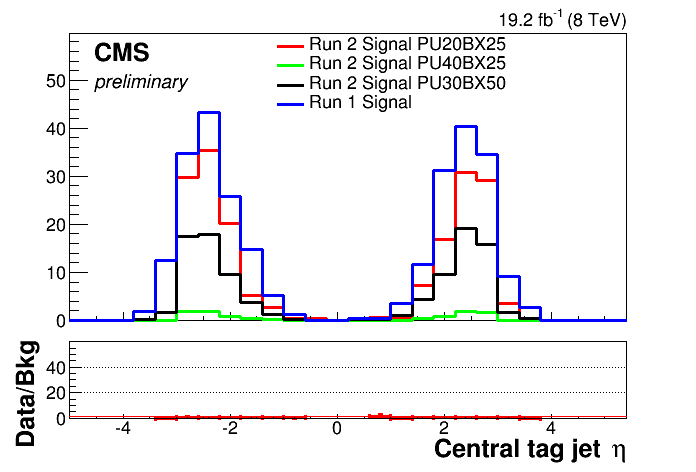 19.2 fb-1 (8 TeV)
CMS
preliminary
Run 2 Signal PU20BX25
Run 2 Signal PU40BX25
Run 2 Signal PU30BX50
Run 1 Signal
50
40
30
20
10
0
Data/Bkg
40
20
0
-4 -2 0 2 4
Central tag jet η